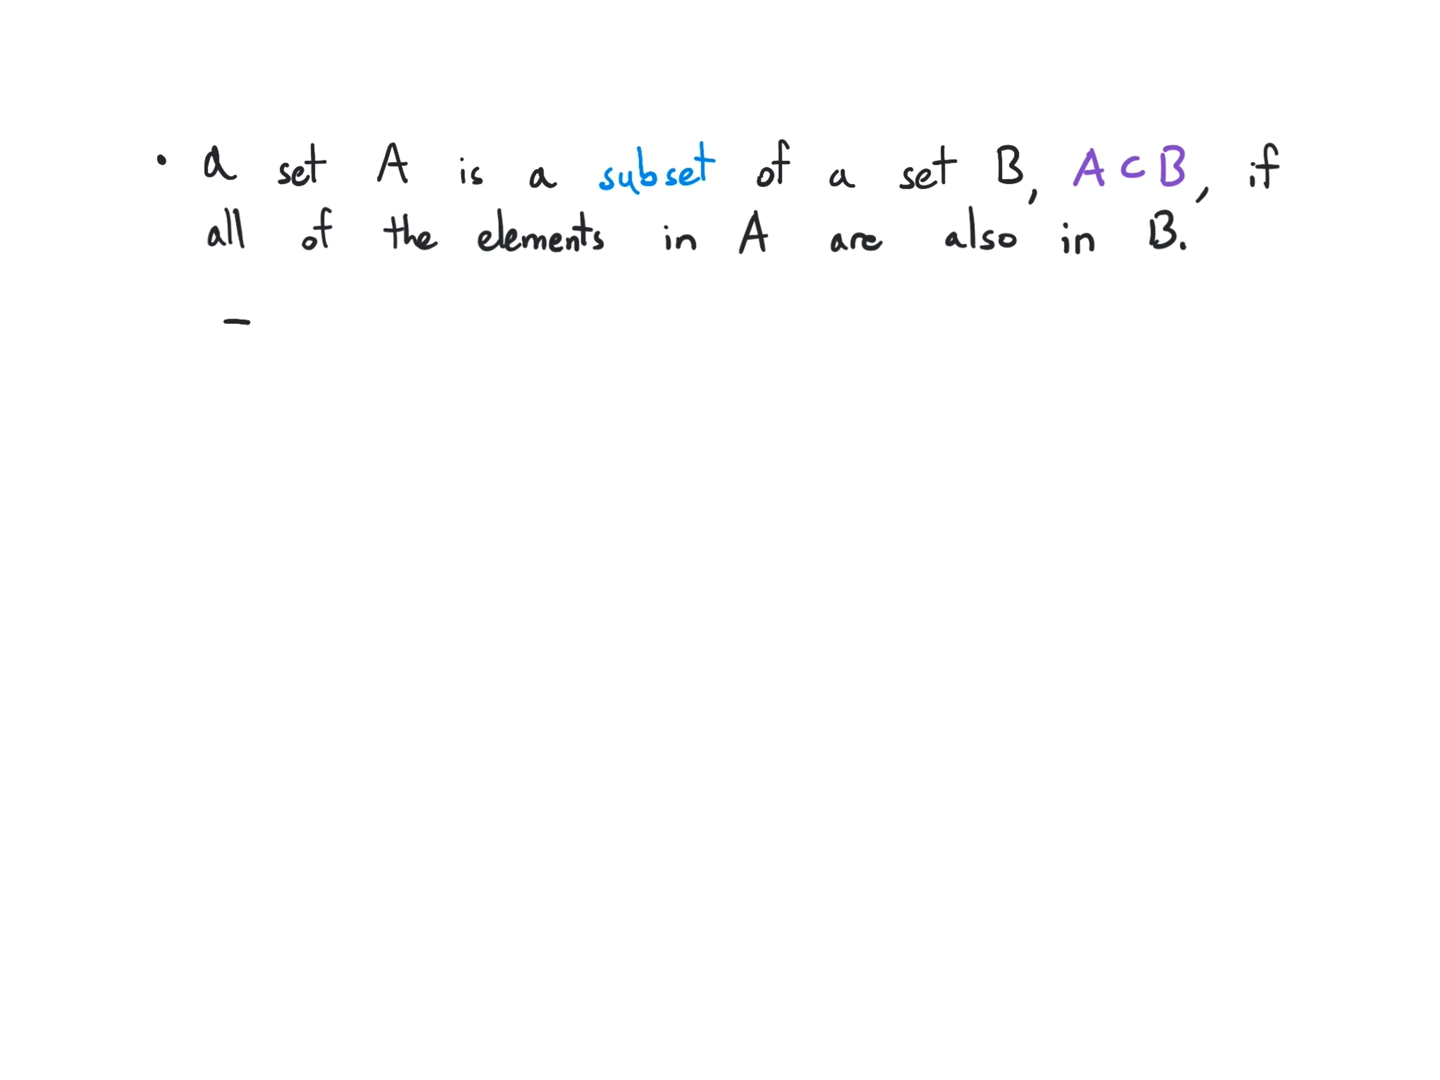 • a set A is a subset of a set B, A ⊂ B, if
all of the elements in A are also in B.
–